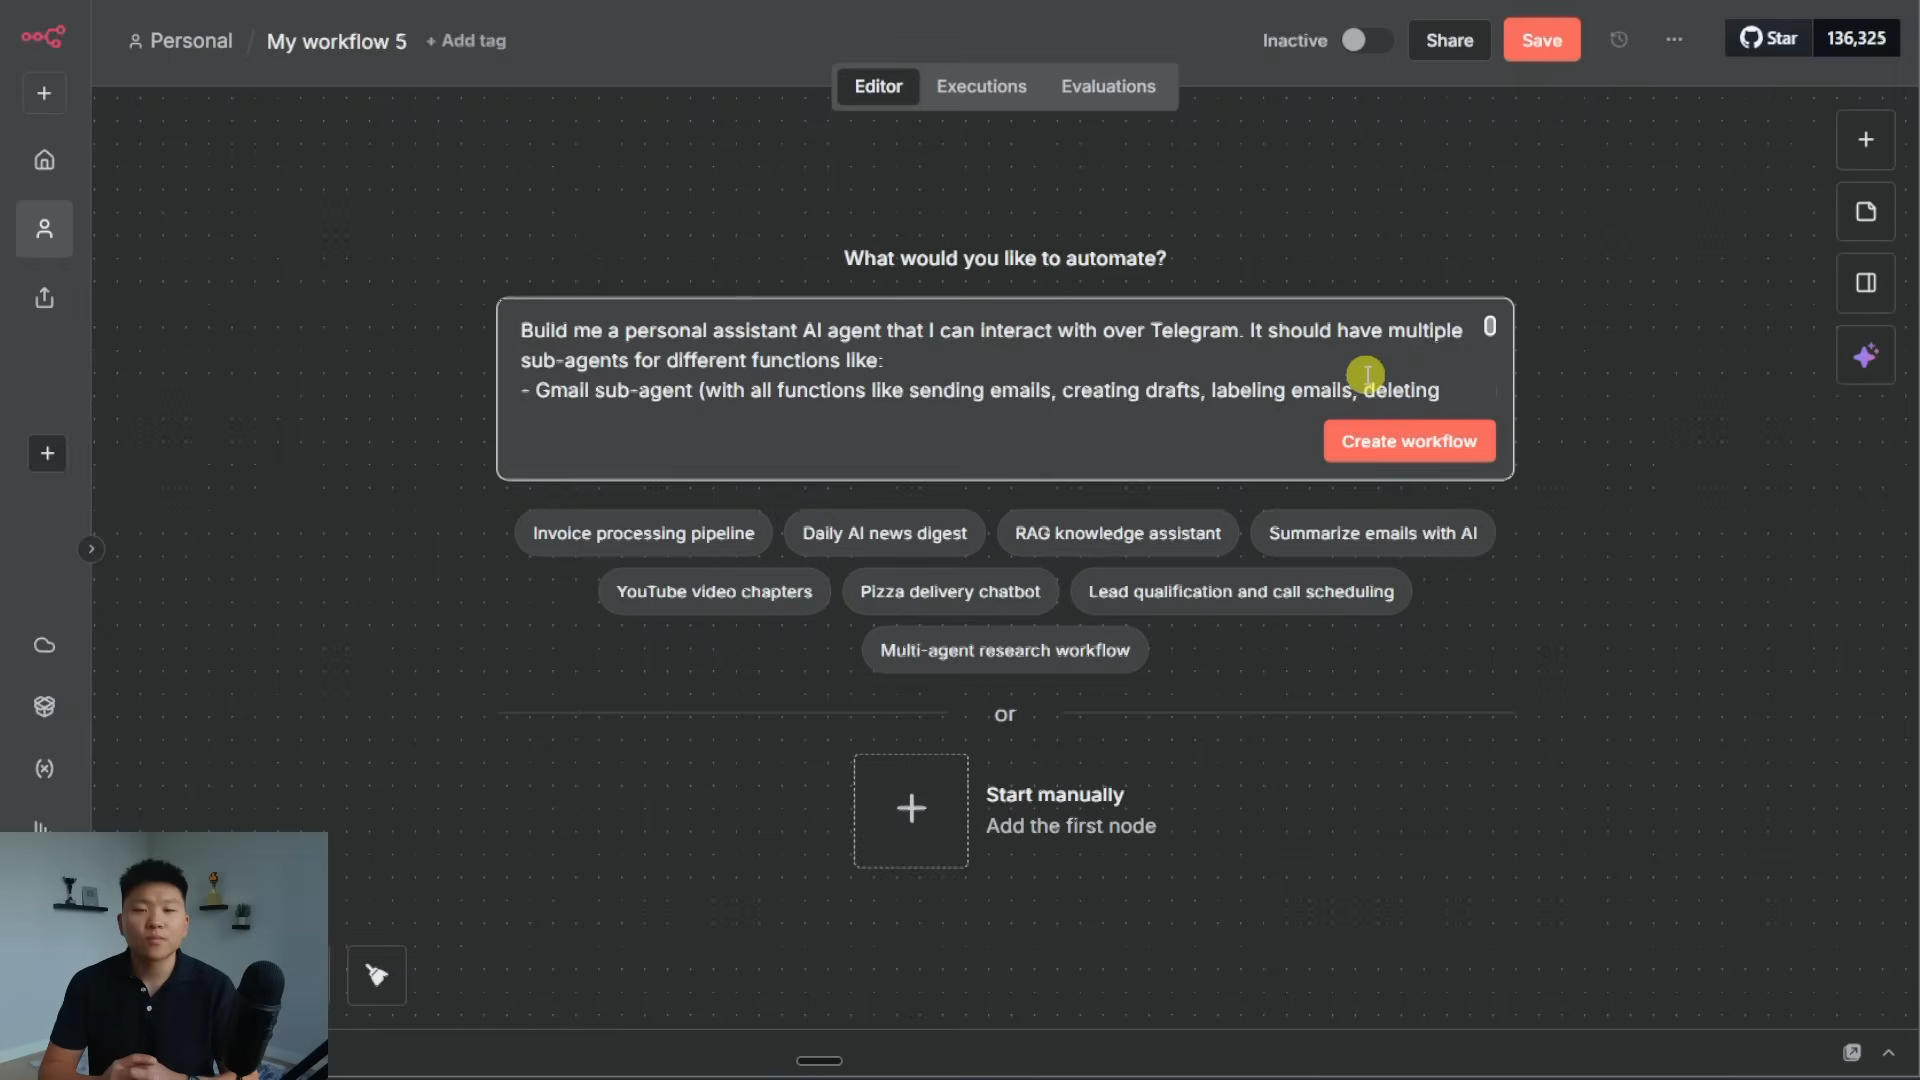 Personal / My workflow 5 + Add tag
Inactive
Share
Save
Star 136,325
Editor Executions Evaluations
What would you like to automate?
Build me a personal assistant AI agent that I can interact with over Telegram. It should have multiple
sub-agents for different functions like:
- Gmail sub-agent (with all functions like sending emails, creating drafts, labeling emails, deleting
Create workflow
Invoice processing pipeline
Daily AI news digest
RAG knowledge assistant
Summarize emails with AI
YouTube video chapters
Pizza delivery chatbot
Lead qualification and call scheduling
Multi-agent research workflow
or
Start manually
Add the first node